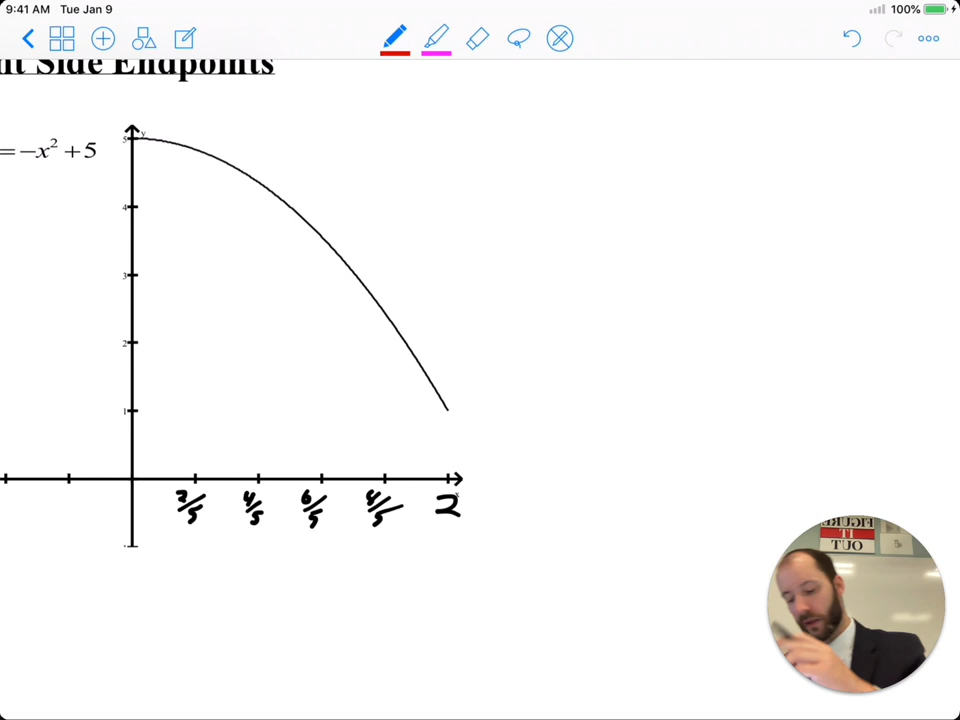 9:41 AM Tue Jan 9 100%
nt Side Endpoints
= −x² + 5
y
5
4
3
2
1
2/5 4/5 6/5 8/5 2
x
FIGURE
IT
OUT